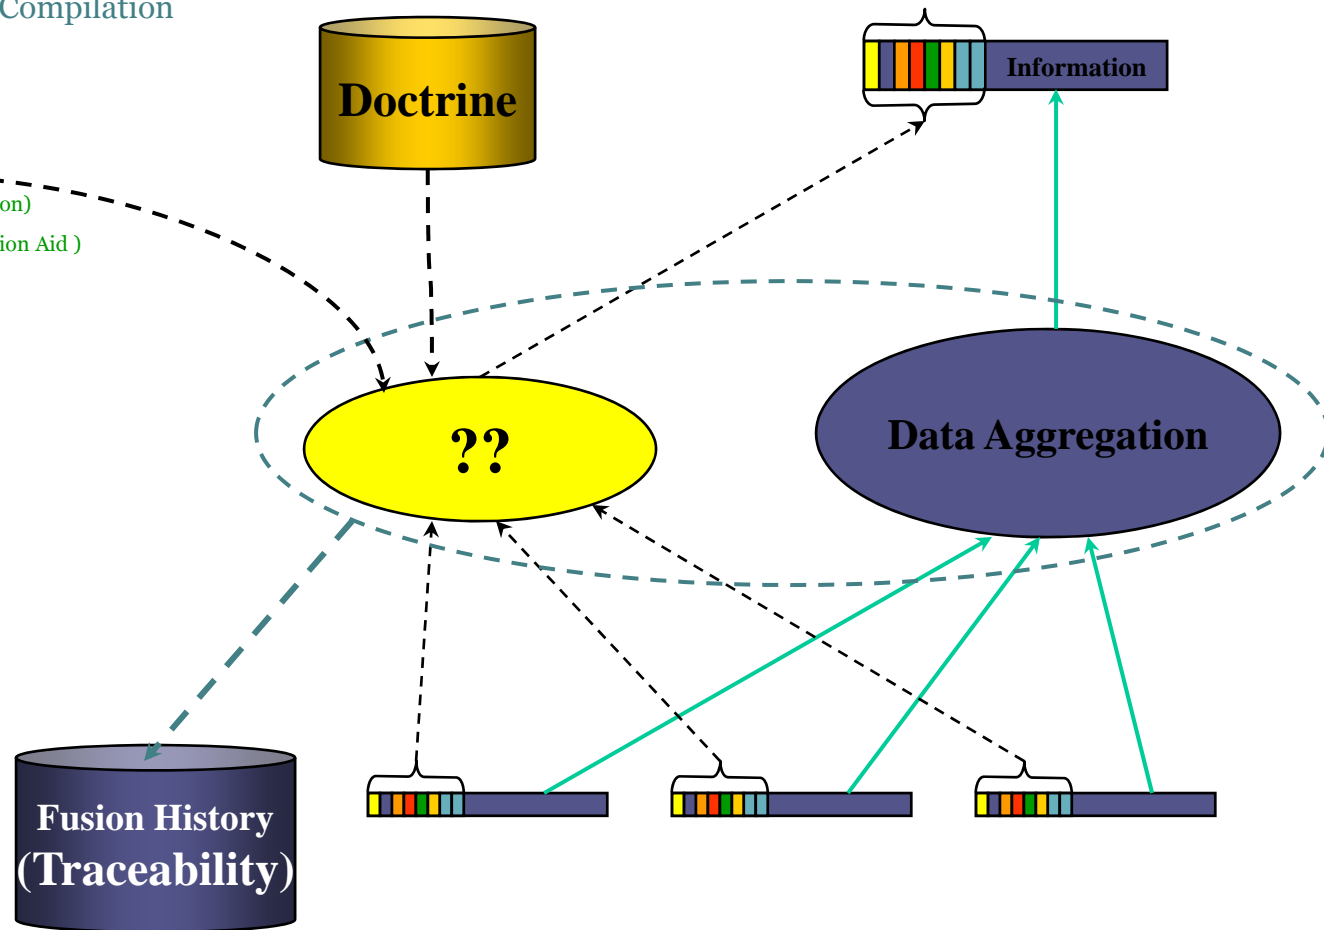 Compilation
Doctrine
Information
on)
ion Aid )
??
Data Aggregation
Fusion History
(Traceability)